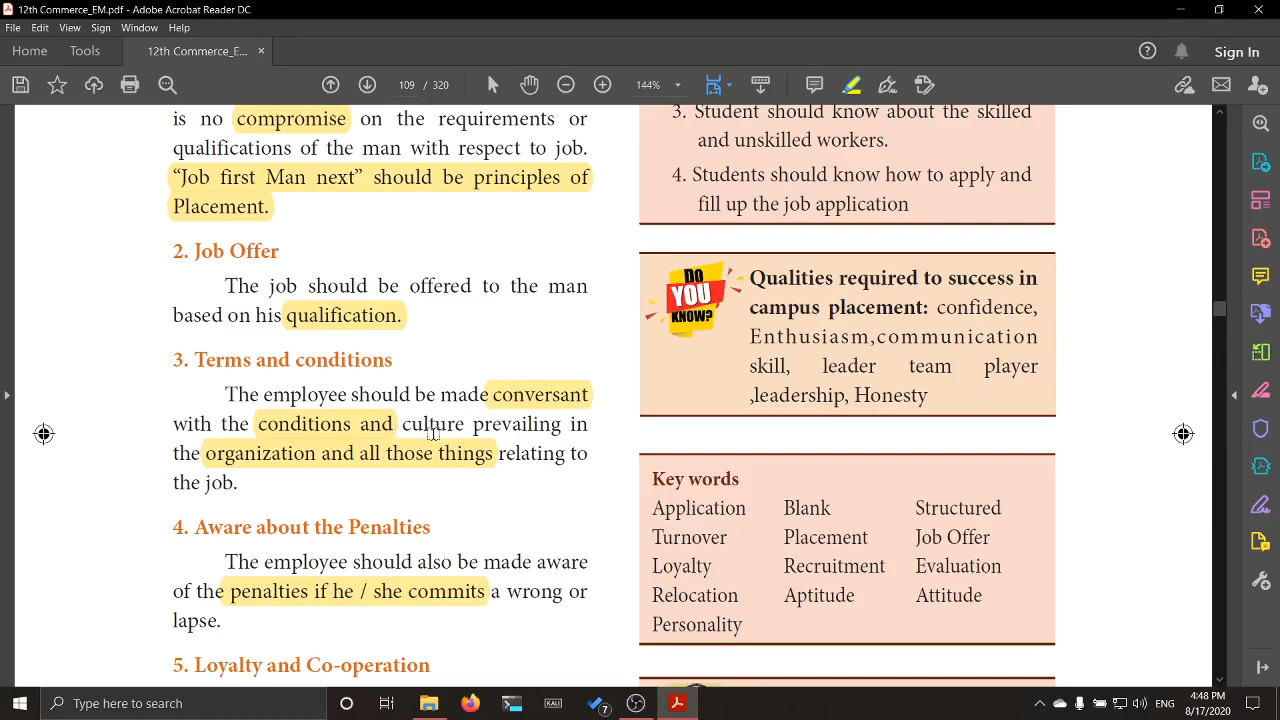 12th Commerce_EM.pdf - Adobe Acrobat Reader DC
File Edit View Sign Window Help
Home Tools 12th Commerce_E... × Sign In
109 / 320 144%
is no compromise on the requirements or
qualifications of the man with respect to job.
“Job first Man next” should be principles of
Placement.
2. Job Offer
The job should be offered to the man
based on his qualification.
3. Terms and conditions
The employee should be made conversant
with the conditions and culture prevailing in
the organization and all those things relating to
the job.
4. Aware about the Penalties
The employee should also be made aware
of the penalties if he / she commits a wrong or
lapse.
5. Loyalty and Co-operation
3. Student should know about the skilled
and unskilled workers.
4. Students should know how to apply and
fill up the job application
DO
YOU
KNOW?
Qualities required to success in
campus placement: confidence,
Enthusiasm,communication
skill, leader team player
,leadership, Honesty
Key words
Application Blank Structured
Turnover Placement Job Offer
Loyalty Recruitment Evaluation
Relocation Aptitude Attitude
Personality
Type here to search
KALI
7
ENG
4:48 PM
8/17/2020